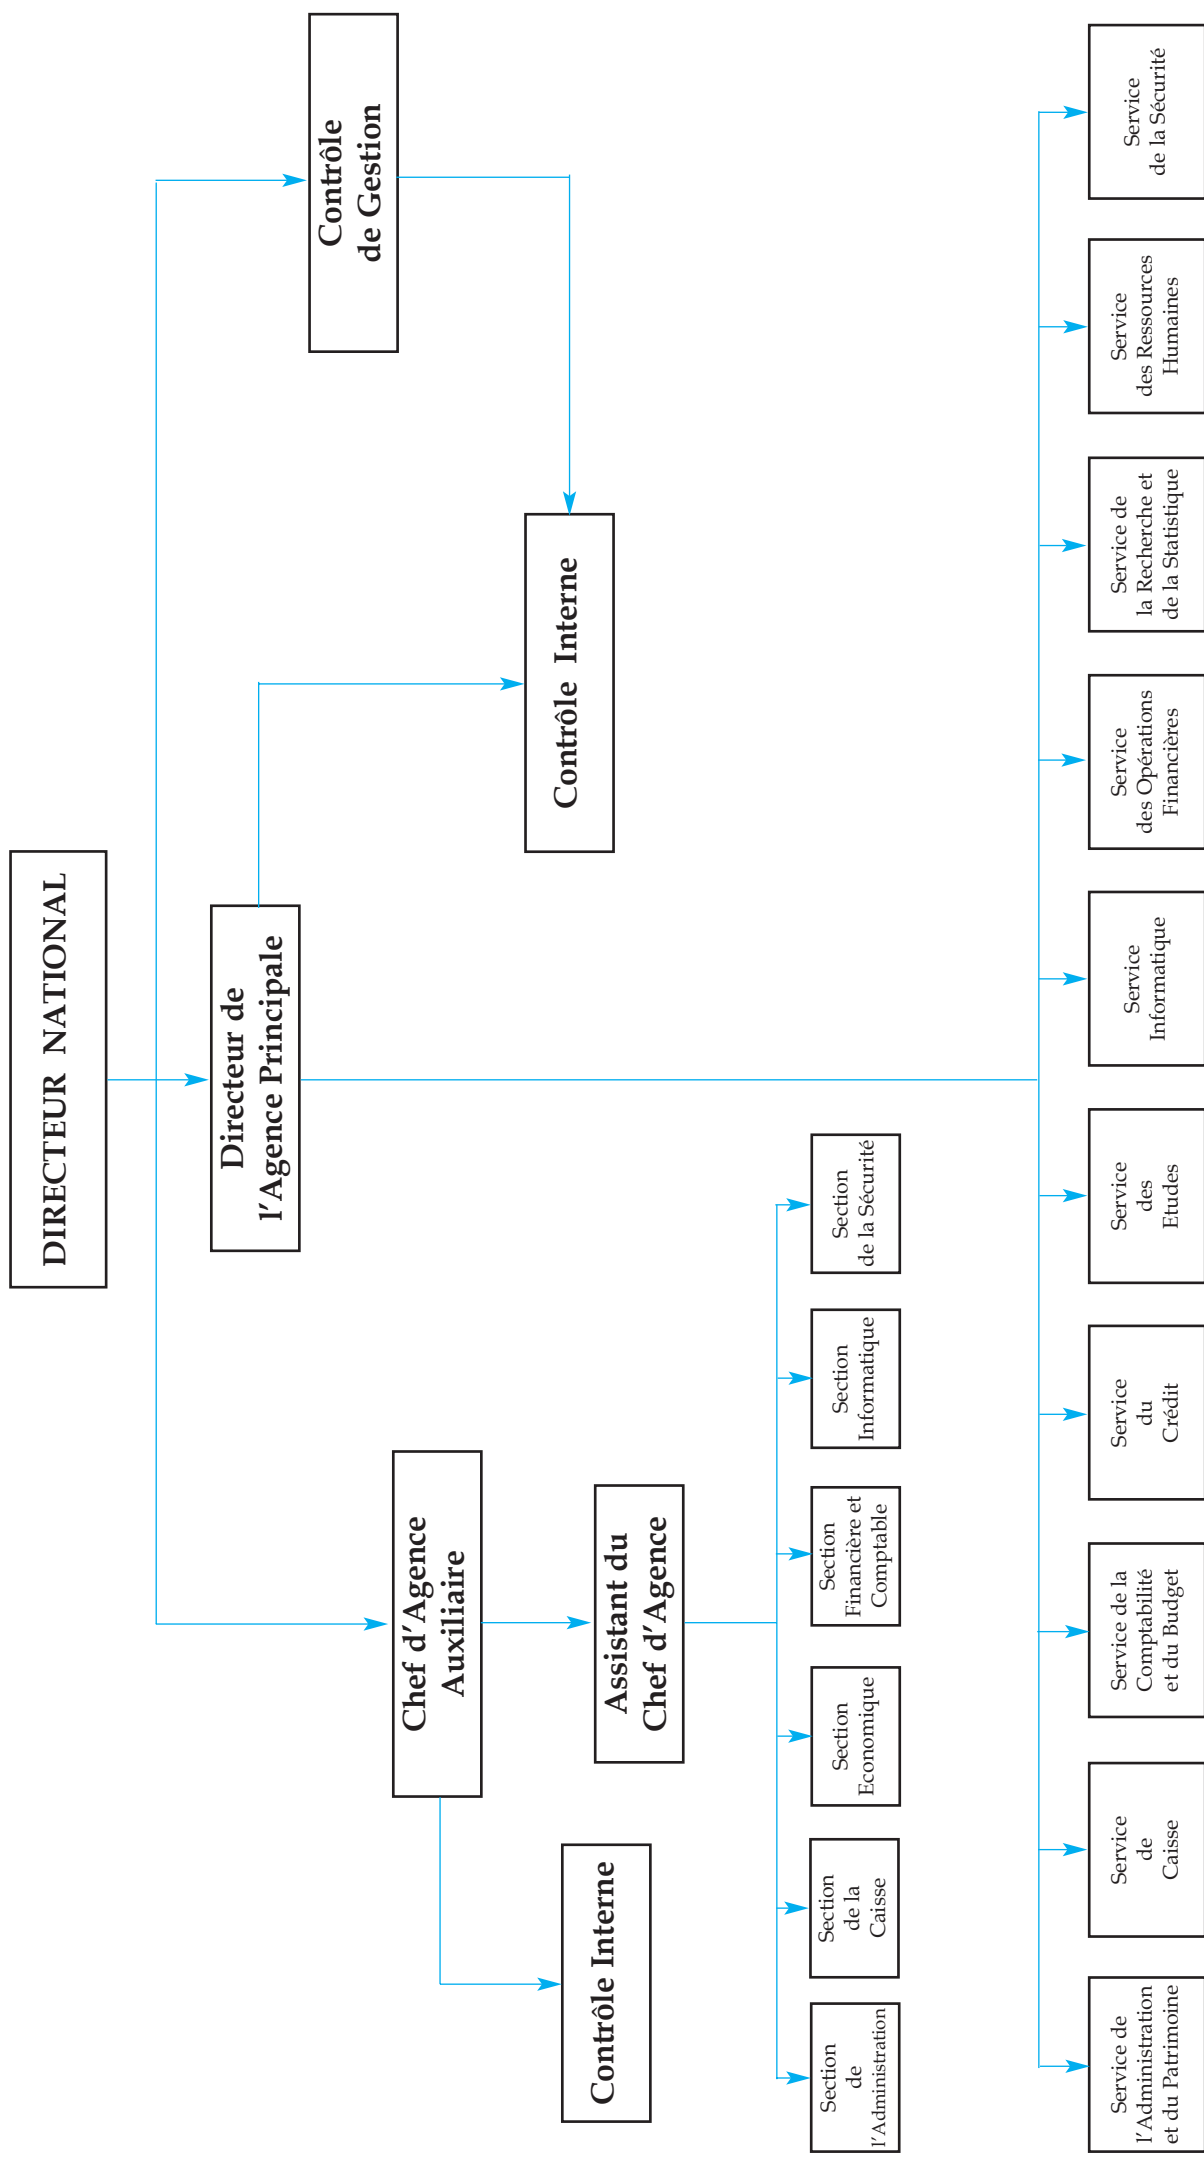 DIRECTEUR NATIONAL
Directeur de
l'Agence Principale
Contrôle
de Gestion
Chef d'Agence
Auxiliaire
Contrôle Interne
Contrôle Interne
Assistant du
Chef d'Agence
Section
de
l'Administration
Section
de la
Caisse
Section
Economique
Section
Financière et
Comptable
Section
Informatique
Section
de la Sécurité
Service de
l'Administration
et du Patrimoine
Service
de
Caisse
Service de la
Comptabilité
et du Budget
Service
du
Crédit
Service
des
Etudes
Service
Informatique
Service
des Opérations
Financières
Service de
la Recherche et
de la Statistique
Service
des Ressources
Humaines
Service
de la Sécurité